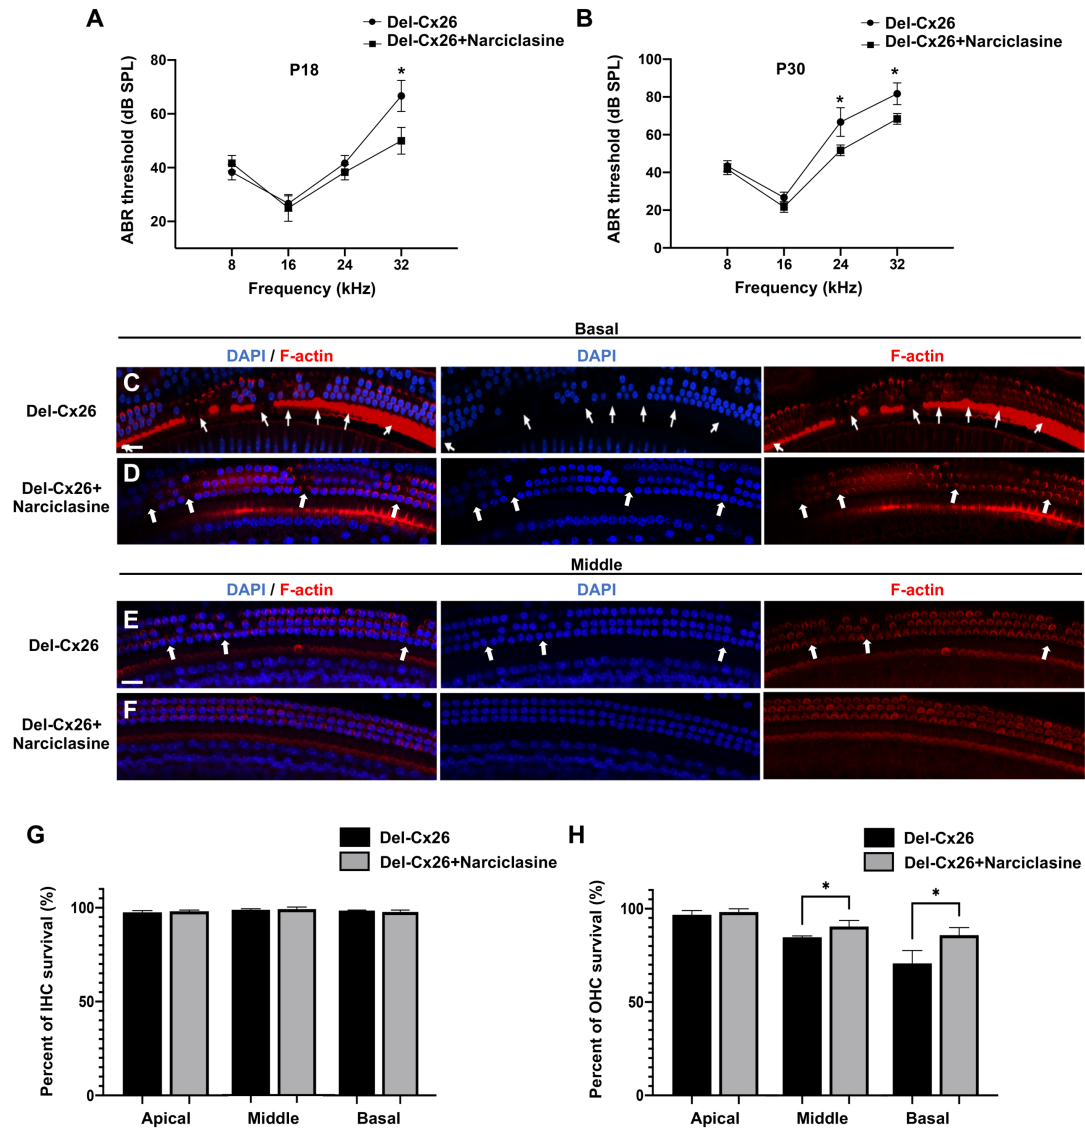 A
Del-Cx26
Del-Cx26+Narciclasine
P18
ABR threshold (dB SPL)
80
60
40
20
8 16 24 32
Frequency (kHz)
*
B
Del-Cx26
Del-Cx26+Narciclasine
P30
ABR threshold (dB SPL)
100
80
60
40
20
0
8 16 24 32
Frequency (kHz)
* *
Basal
DAPI / F-actin DAPI F-actin
C
Del-Cx26
D
Del-Cx26+
Narciclasine
Middle
DAPI / F-actin DAPI F-actin
E
Del-Cx26
F
Del-Cx26+
Narciclasine
G
Del-Cx26
Del-Cx26+Narciclasine
Percent of IHC survival (%)
100
50
0
Apical Middle Basal
H
Del-Cx26
Del-Cx26+Narciclasine
Percent of OHC survival (%)
100
50
0
* *
Apical Middle Basal